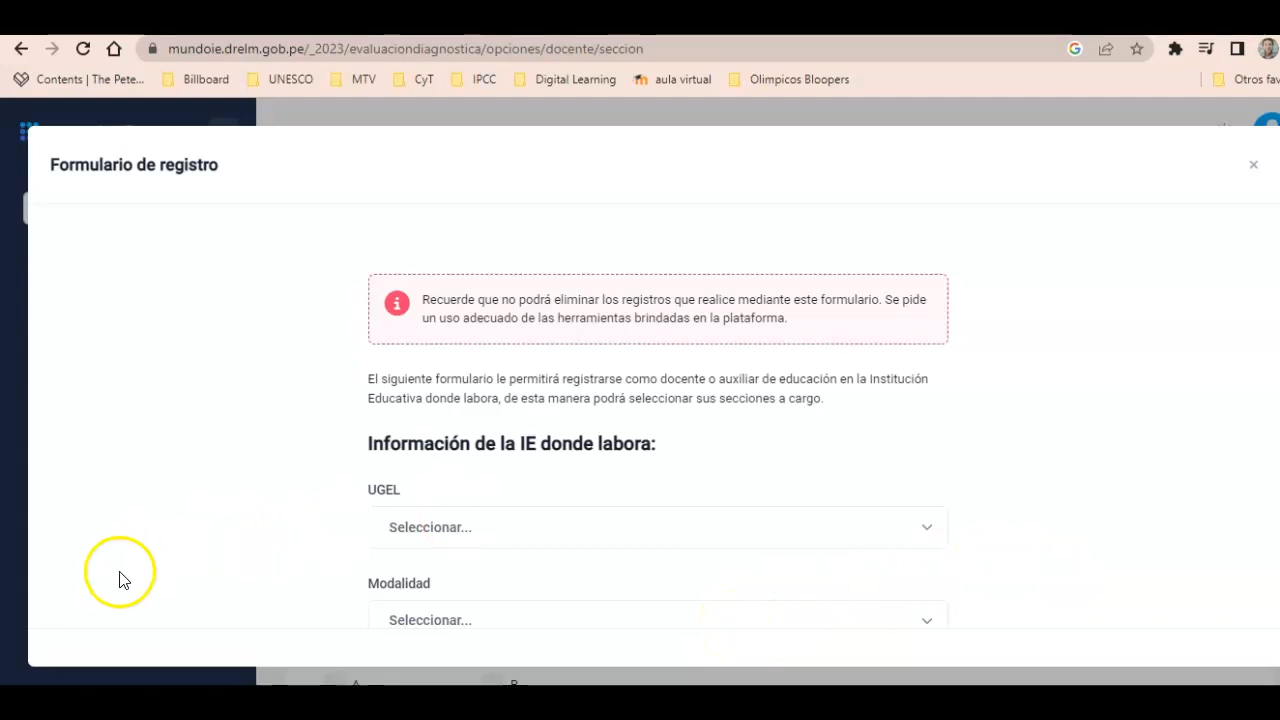 mundoie.drelm.gob.pe/_2023/evaluaciondiagnostica/opciones/docente/seccion
Contents | The Pete... Billboard UNESCO MTV CyT IPCC Digital Learning aula virtual Olimpicos Bloopers Otros fav
Formulario de registro
Recuerde que no podrá eliminar los registros que realice mediante este formulario. Se pide
un uso adecuado de las herramientas brindadas en la plataforma.
El siguiente formulario le permitirá registrarse como docente o auxiliar de educación en la Institución
Educativa donde labora, de esta manera podrá seleccionar sus secciones a cargo.
Información de la IE donde labora:
UGEL
Seleccionar...
Modalidad
Seleccionar...